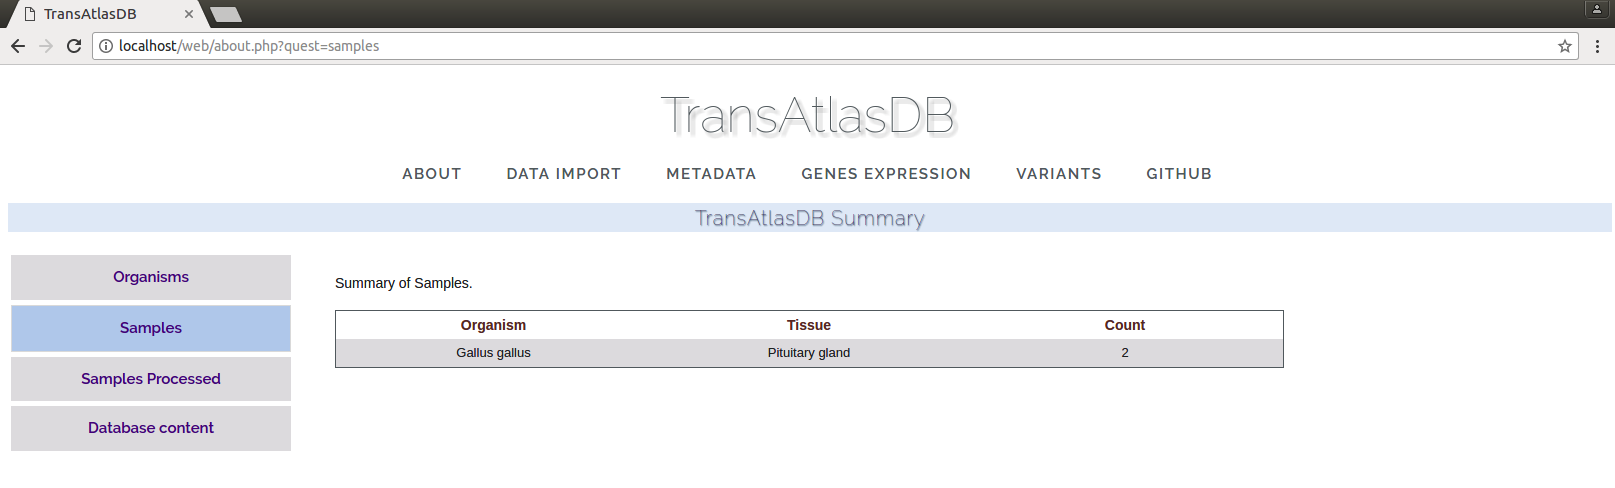 TransAtlasDB
localhost/web/about.php?quest=samples
TransAtlasDB
ABOUT DATA IMPORT METADATA GENES EXPRESSION VARIANTS GITHUB
TransAtlasDB Summary
Organisms
Samples
Samples Processed
Database content
Summary of Samples.
Organism Tissue Count
Gallus gallus Pituitary gland 2